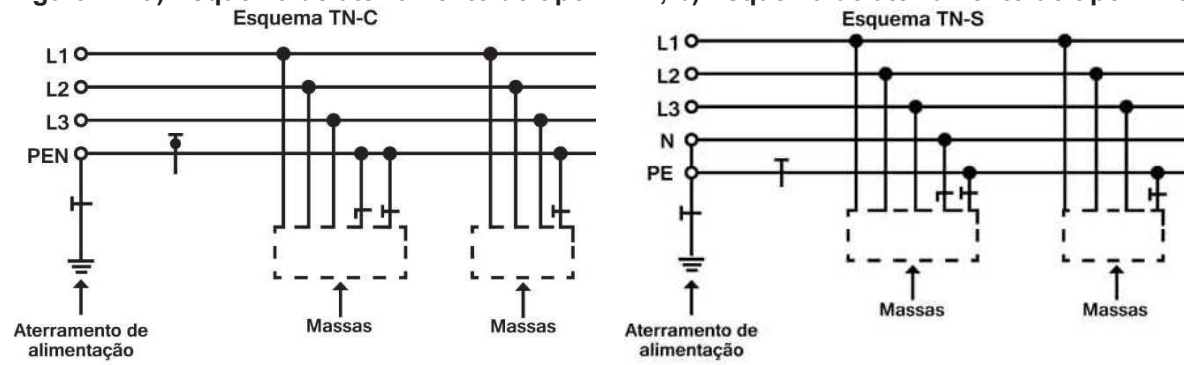 Esquema TN-C
L1
L2
L3
PEN
Massas
Massas
Aterramento de
alimentação
Esquema TN-S
L1
L2
L3
N
PE
Massas
Massas
Aterramento de
alimentação